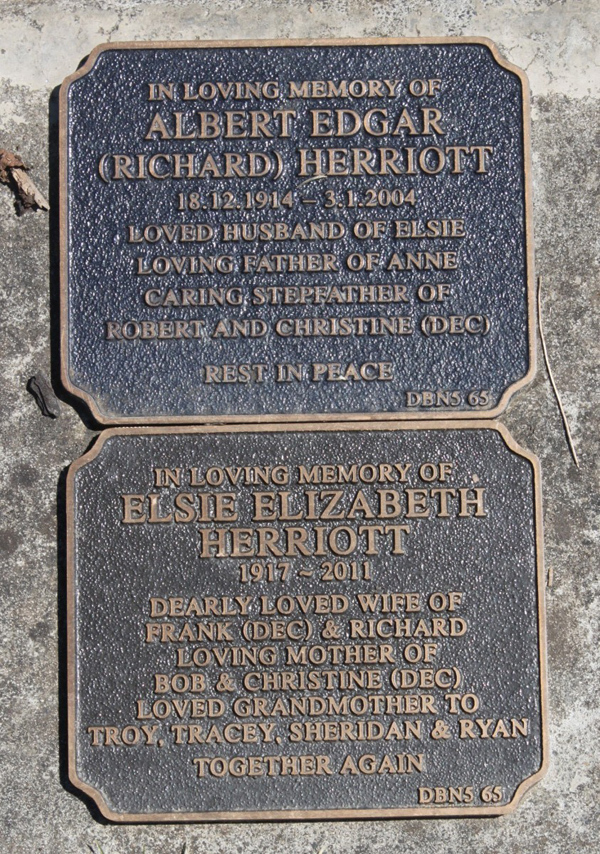 IN LOVING MEMORY OF
ALBERT EDGAR
(RICHARD) HERRIOTT
18.12.1914 – 3.1.2004
LOVED HUSBAND OF ELSIE
LOVING FATHER OF ANNE
CARING STEPFATHER OF
ROBERT AND CHRISTINE (DEC)
REST IN PEACE
DBN5 65
IN LOVING MEMORY OF
ELSIE ELIZABETH
HERRIOTT
1917 ~ 2011
DEARLY LOVED WIFE OF
FRANK (DEC) & RICHARD
LOVING MOTHER OF
BOB & CHRISTINE (DEC)
LOVED GRANDMOTHER TO
TROY, TRACEY, SHERIDAN & RYAN
TOGETHER AGAIN
DBN5 65